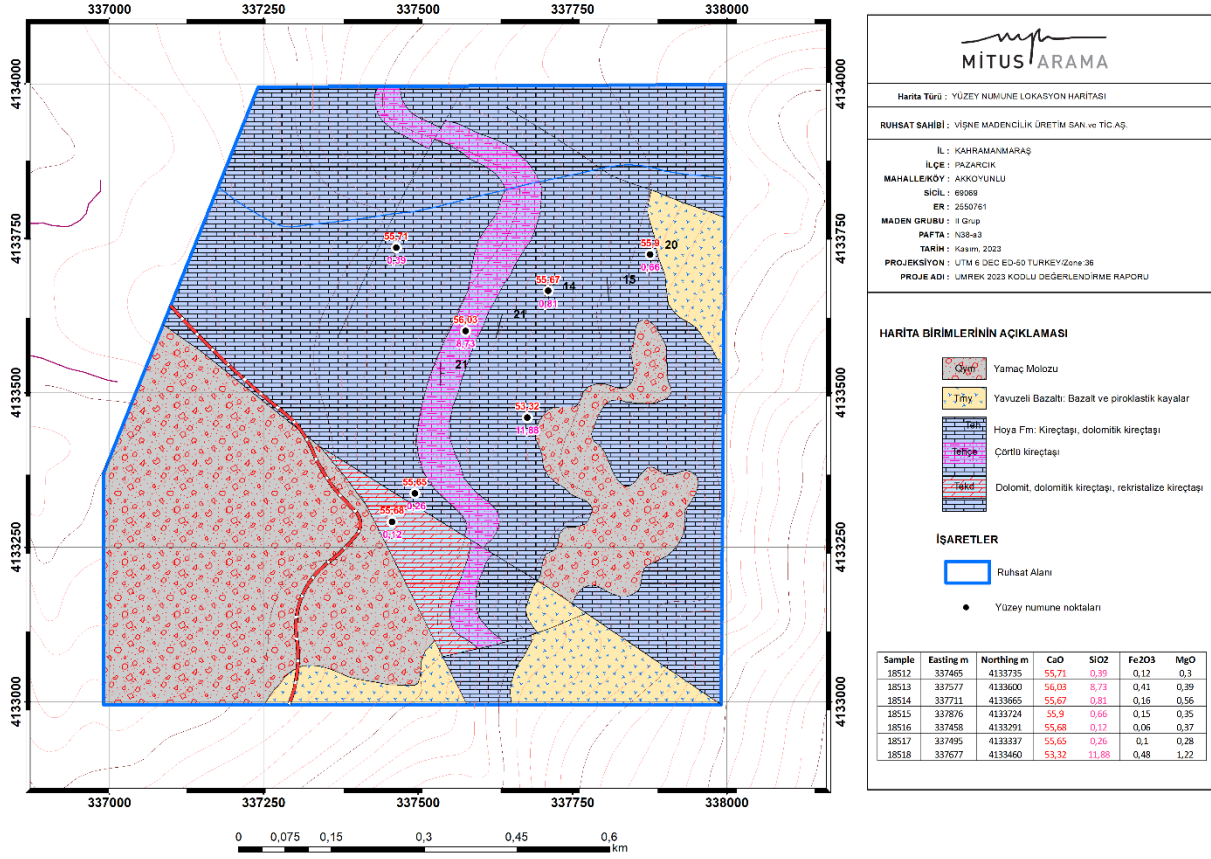 337000 337250 337500 337750 338000
4134000 4134000
4133750 4133750
4133500 4133500
4133250 4133250
4133000 4133000
337000 337250 337500 337750 338000
55,71
0,39
55,9
20
0,66
15
55,67
14
0,81
21
56,03
8,73
21
53,32
11,88
55,65
0,26
55,68
0,12
0 0,075 0,15 0,3 0,45 0,6
km
MİTUS ARAMA
Harita Türü : YÜZEY NUMUNE LOKASYON HARİTASI
RUHSAT SAHİBİ : VİŞNE MADENCİLİK ÜRETİM SAN.ve TİC.AŞ.
İL : KAHRAMANMARAŞ
İLÇE : PAZARCIK
MAHALLE/KÖY : AKKOYUNLU
SİCİL : 69069
ER : 2550761
MADEN GRUBU : II Grup
PAFTA : N38-a3
TARİH : Kasım, 2023
PROJEKSİYON : UTM 6 DEC ED-50 TURKEY/Zone 36
PROJE ADI : UMREK 2023 KODLU DEĞERLENDİRME RAPORU
HARİTA BİRİMLERİNİN AÇIKLAMASI
Qym Yamaç Molozu
Tmy Yavuzeli Bazaltı: Bazalt ve piroklastik kayalar
Teh Hoya Fm: Kireçtaşı, dolomitik kireçtaşı
Tehçe Çörtlü kireçtaşı
Tekd Dolomit, dolomitik kireçtaşı, rekristalize kireçtaşı
İŞARETLER
Ruhsat Alanı
Yüzey numune noktaları
Sample Easting m Northing m CaO SiO2 Fe2O3 MgO
18512 337465 4133735 55,71 0,39 0,12 0,3
18513 337577 4133600 56,03 8,73 0,41 0,39
18514 337711 4133665 55,67 0,81 0,16 0,56
18515 337876 4133724 55,9 0,66 0,15 0,35
18516 337458 4133291 55,68 0,12 0,06 0,37
18517 337495 4133337 55,65 0,26 0,1 0,28
18518 337677 4133460 53,32 11,88 0,48 1,22